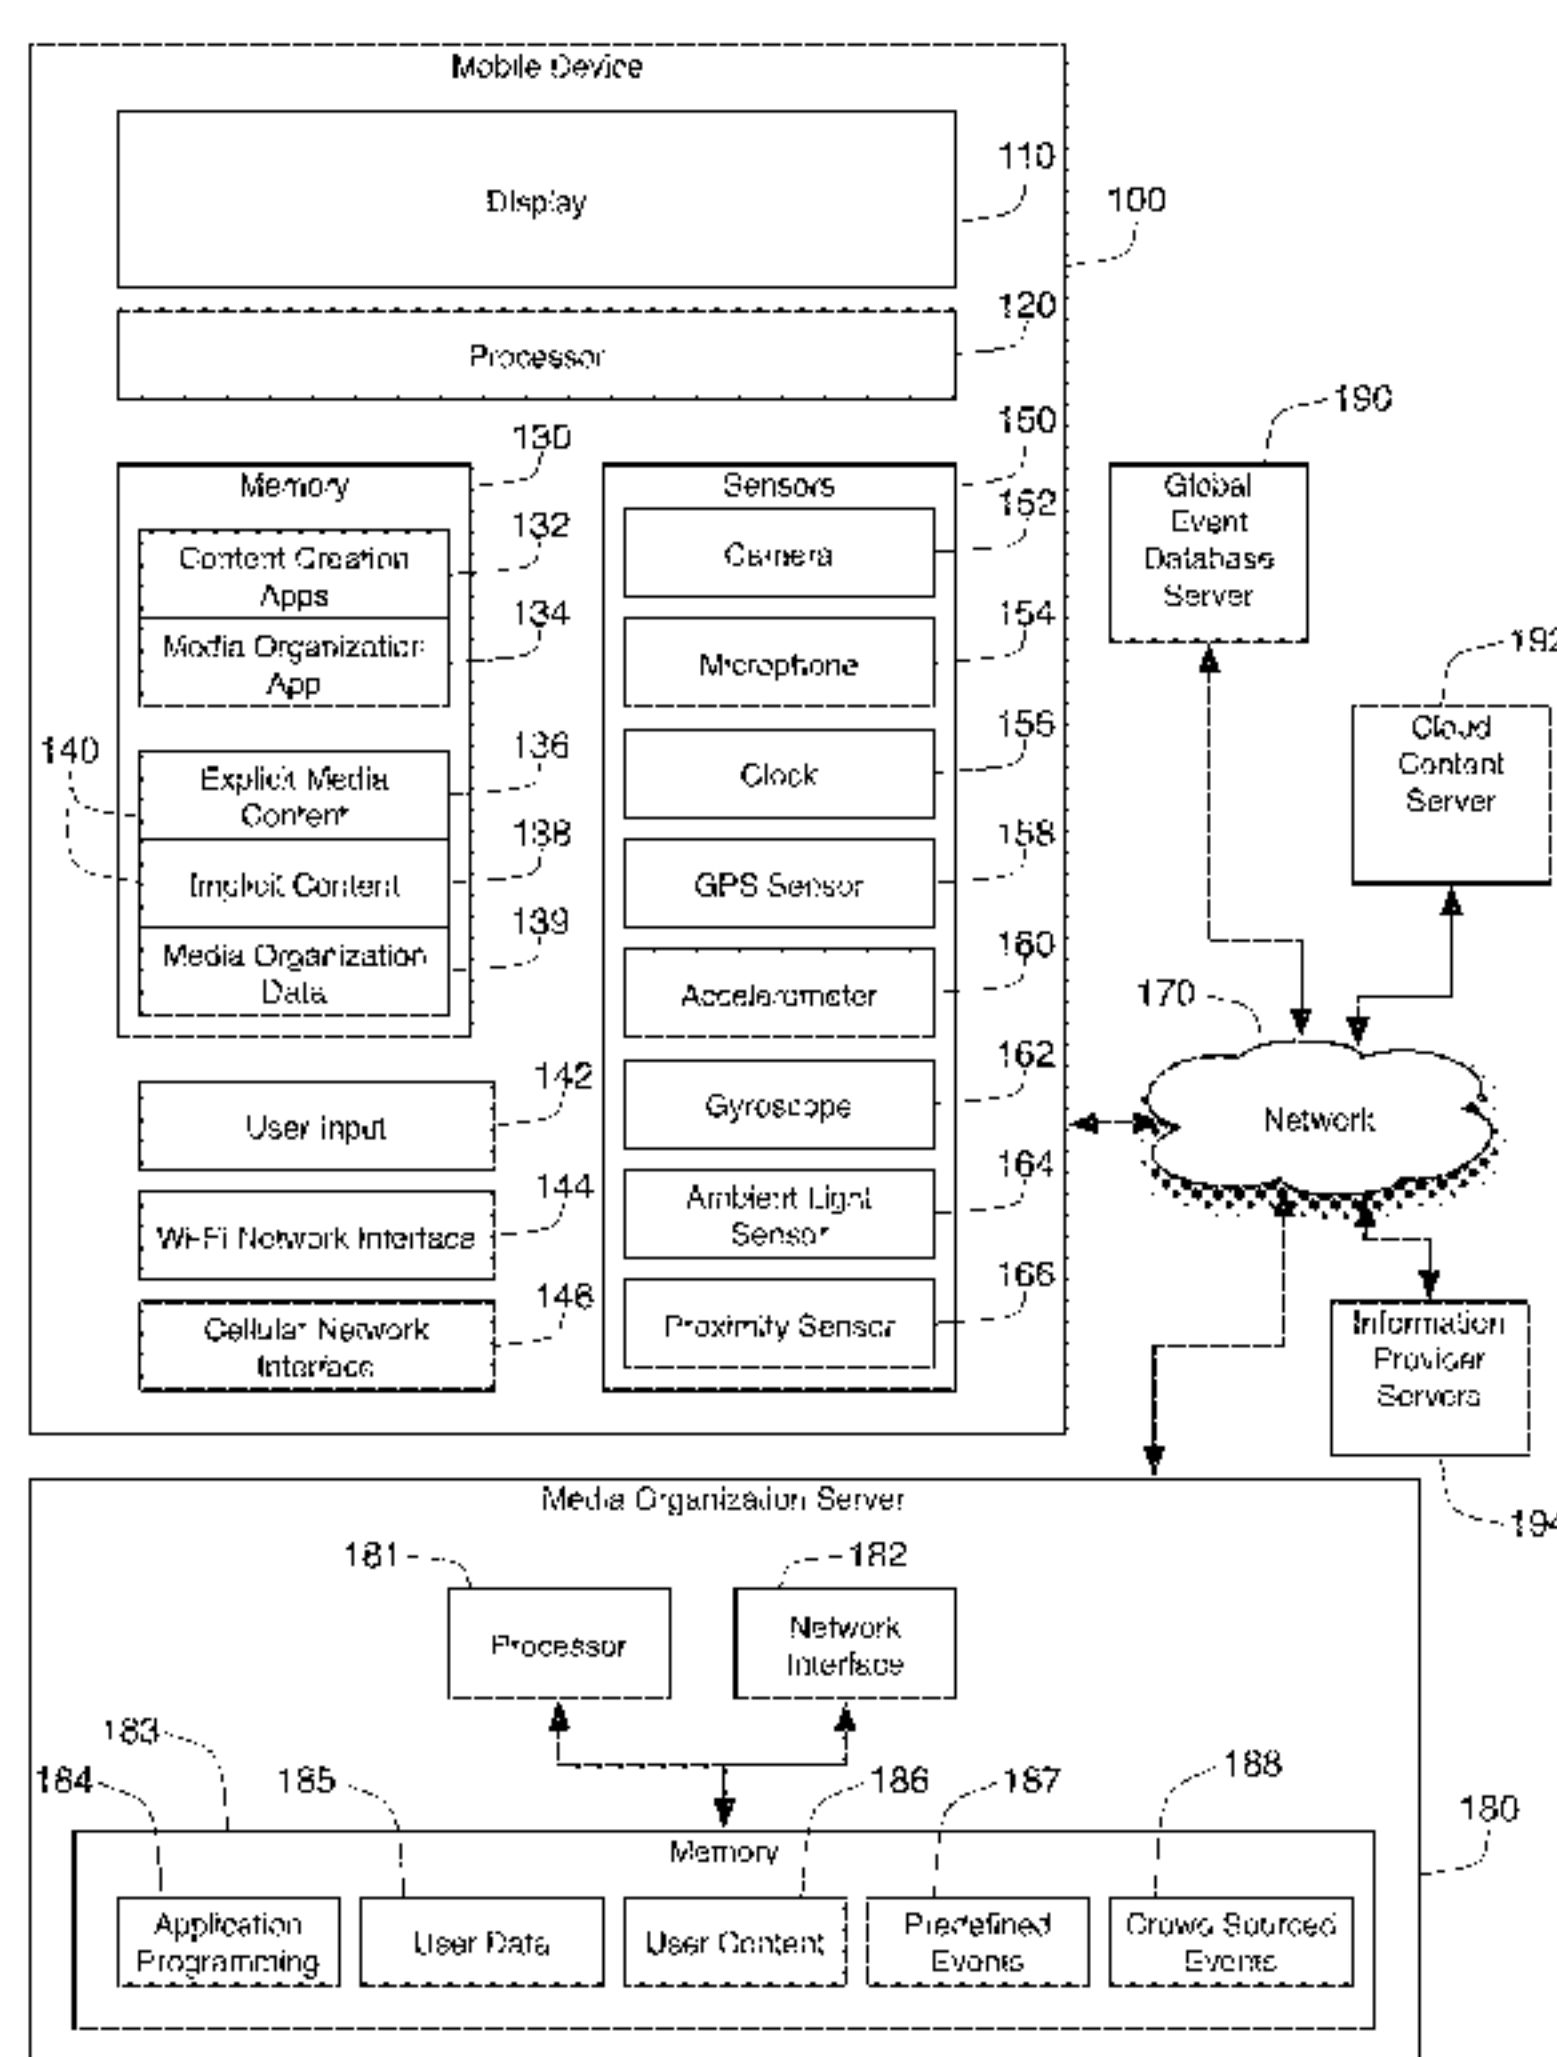 Mobile Device
Display
110
100
Processor
120
Memory
130
Content Creation
Apps
132
Media Organization
App
134
140
Explicit Media
Content
136
Implicit Content
138
Media Organization
Data
139
User input
142
Wi-Fi Network Interface
144
Cellular Network
Interface
146
Sensors
150
Camera
152
Microphone
154
Clock
156
GPS Sensor
158
Accelerometer
160
Gyroscope
162
Ambient Light
Sensor
164
Proximity Sensor
166
190
Global
Event
Database
Server
192
Cloud
Content
Server
170
Network
Information
Provider
Servers
194
Media Organization Server
181
182
Processor
Network
Interface
183
184
185
186
187
188
180
Memory
Application
Programming
User Data
User Content
Predefined
Events
Crowd Sourced
Events